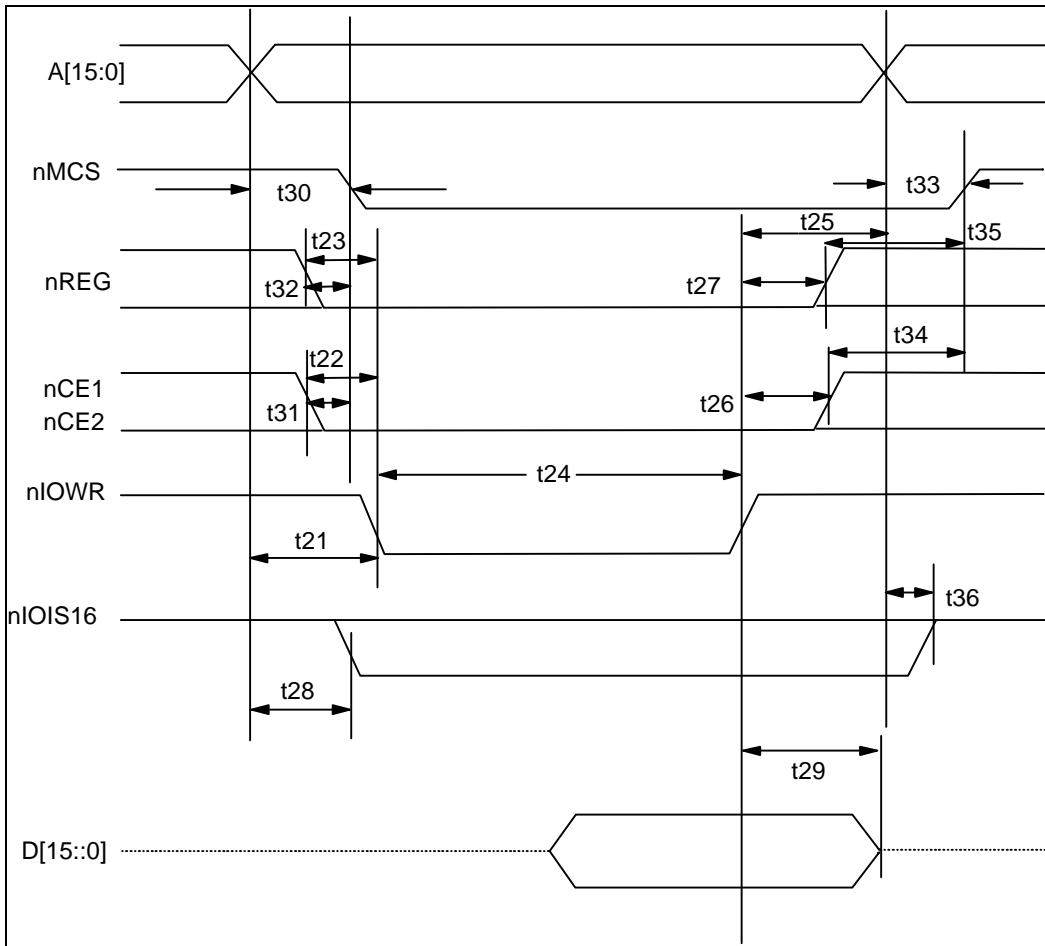 A[15:0]
nMCS
t30
t33
t25
t23
t35
nREG
t32
t27
t34
t22
nCE1
t26
t31
nCE2
t24
nIOWR
t21
t36
nIOIS16
t28
t29
D[15::0]